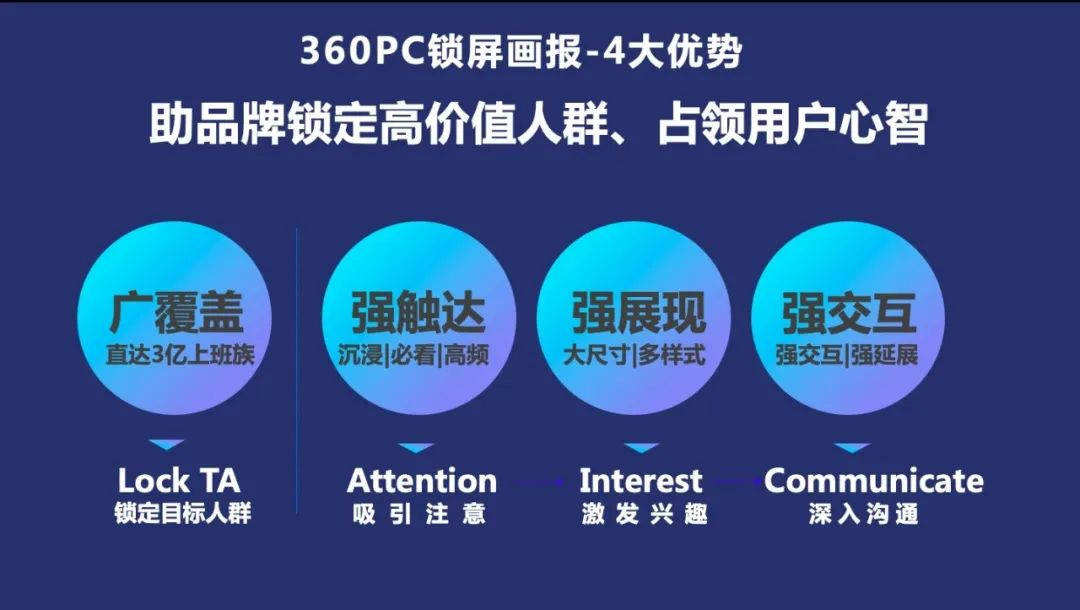 360PC锁屏画报-4大优势
助品牌锁定高价值人群、占领用户心智
广覆盖
直达3亿上班族
强触达
沉浸|必看|高频
强展现
大尺寸|多样式
强交互
强交互|强延展
Lock TA
锁定目标人群
Attention
吸引注意
Interest
激发兴趣
Communicate
深入沟通